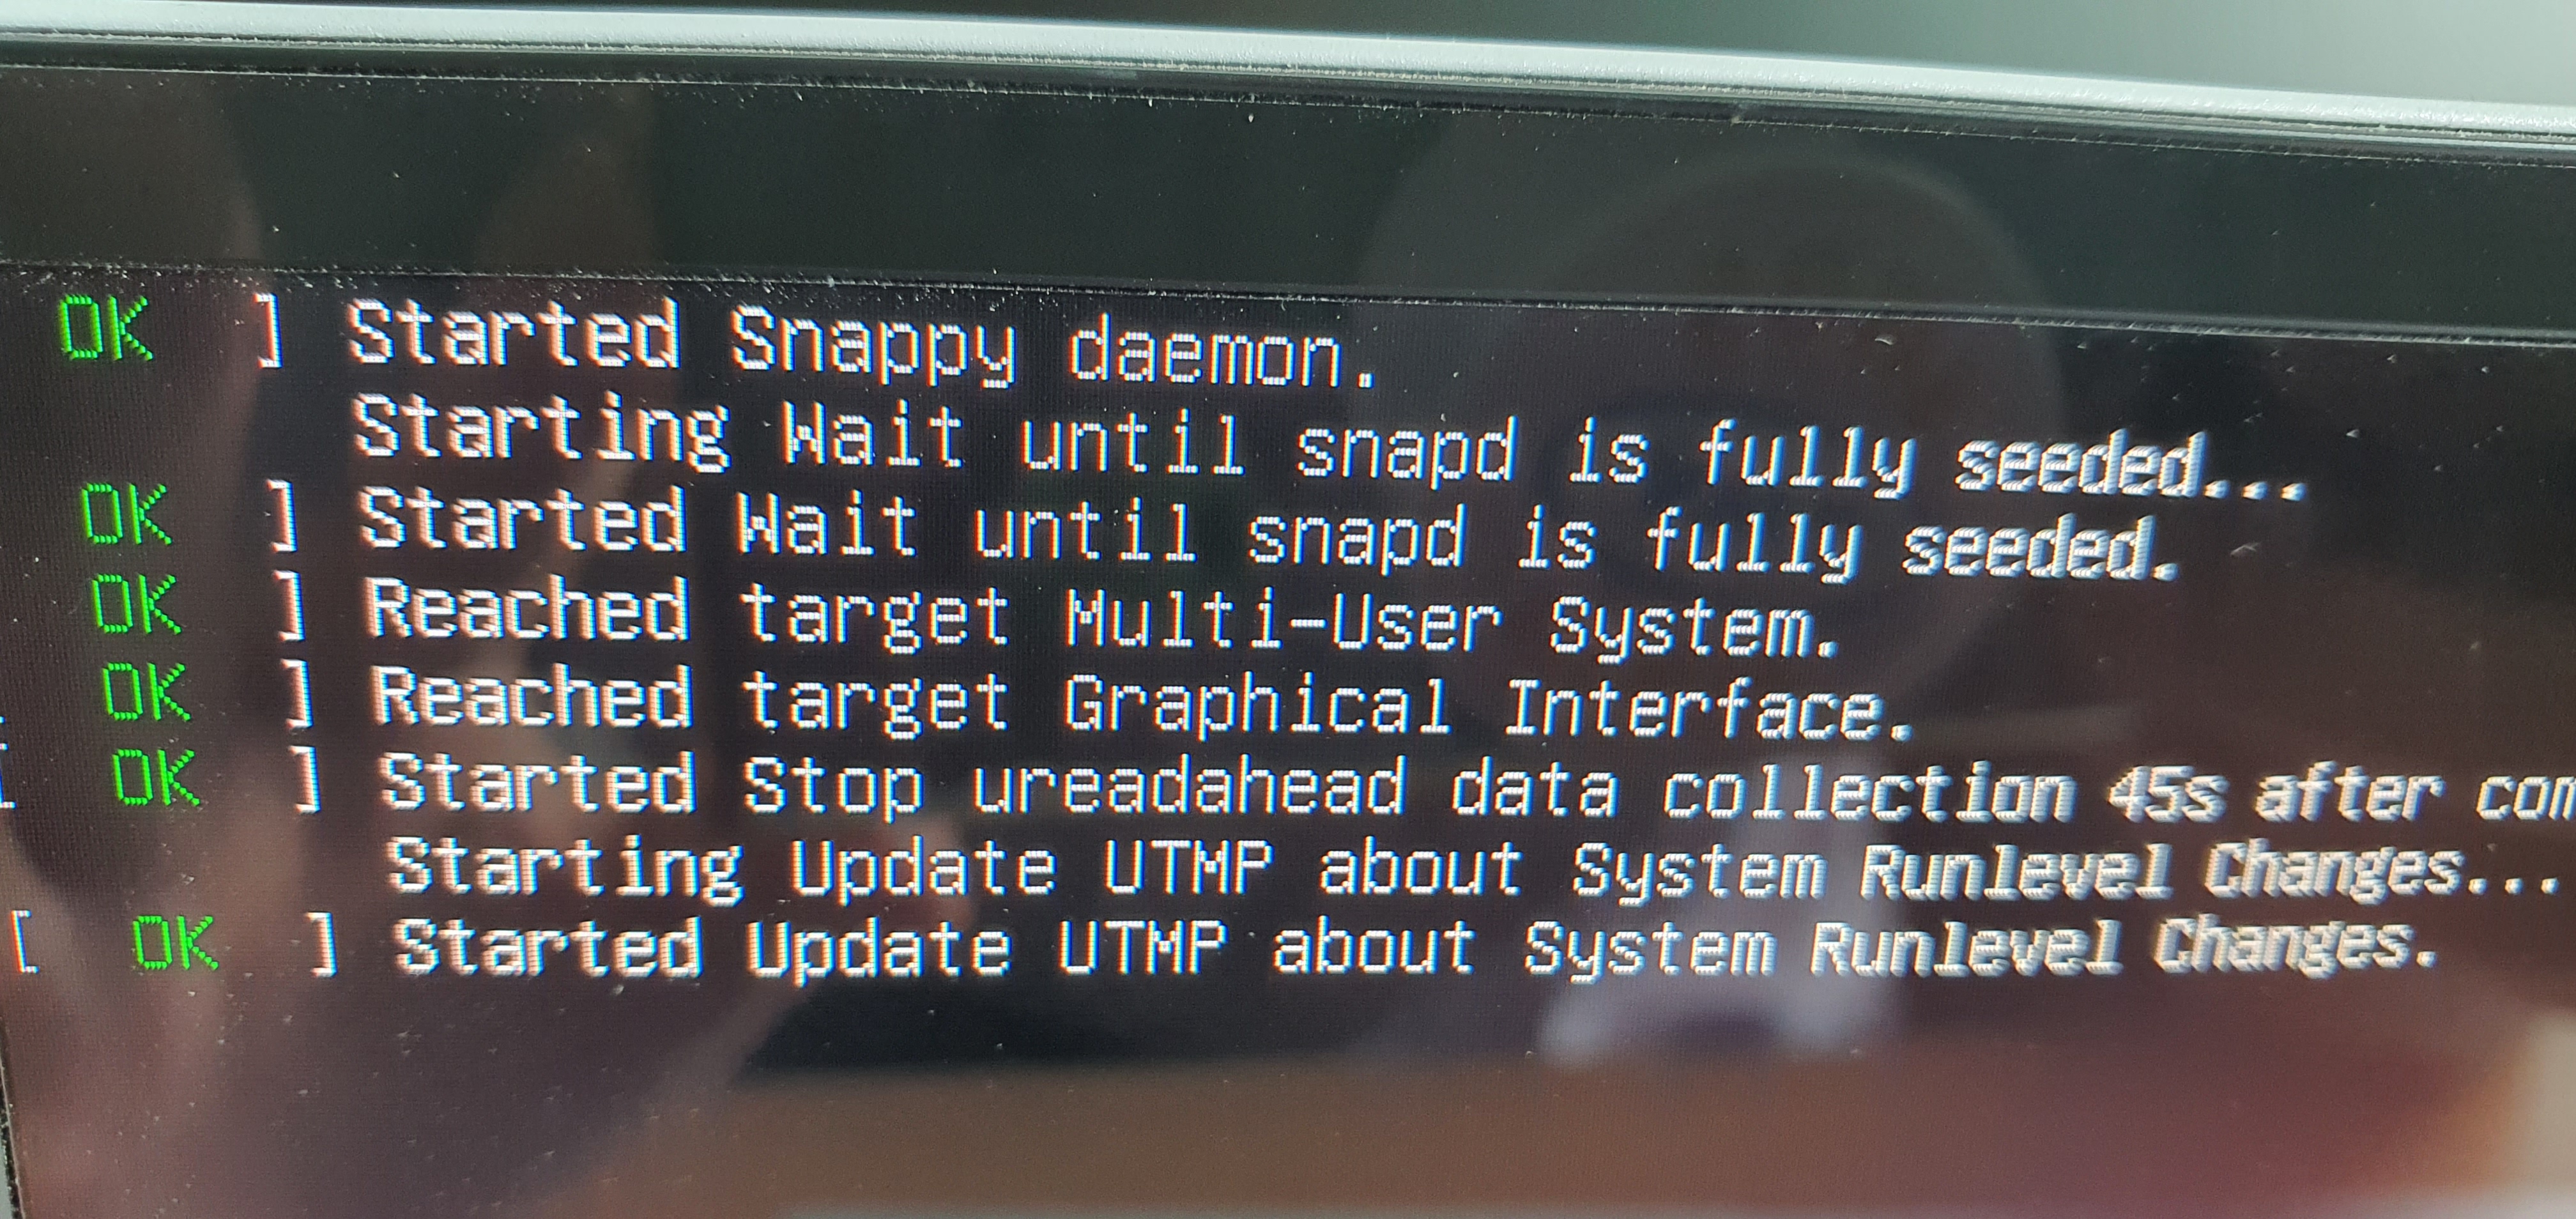 OK ] Started Snappy daemon.
Starting Wait until snapd is fully seeded...
OK ] Started Wait until snapd is fully seeded.
OK ] Reached target Multi-User System.
OK ] Reached target Graphical Interface.
[ OK ] Started Stop ureadahead data collection 45s after
Starting Update UTMP about System Runlevel Changes...
[ OK ] Started Update UTMP about System Runlevel Changes.